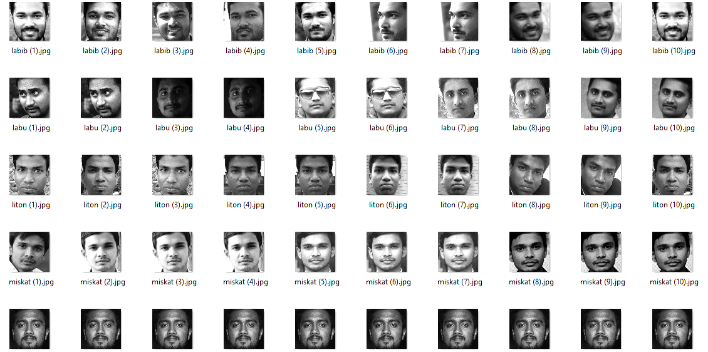 labib (1).jpg labib (2).jpg labib (3).jpg labib (4).jpg labib (5).jpg labib (6).jpg labib (7).jpg labib (8).jpg labib (9).jpg labib (10).jpg
labu (1).jpg labu (2).jpg labu (3).jpg labu (4).jpg labu (5).jpg labu (6).jpg labu (7).jpg labu (8).jpg labu (9).jpg labu (10).jpg
liton (1).jpg liton (2).jpg liton (3).jpg liton (4).jpg liton (5).jpg liton (6).jpg liton (7).jpg liton (8).jpg liton (9).jpg liton (10).jpg
miskat (1).jpg miskat (2).jpg miskat (3).jpg miskat (4).jpg miskat (5).jpg miskat (6).jpg miskat (7).jpg miskat (8).jpg miskat (9).jpg miskat (10).jpg